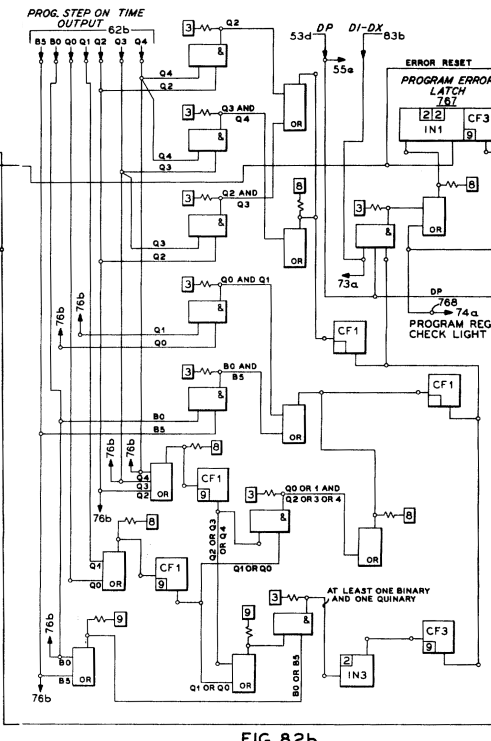 PROG. STEP ON TIME
OUTPUT
62b
B5 B0 Q0 Q1 Q2 Q3 Q4
3
Q2
&
Q4
Q2
OR
53d
DP
DI-DX
83b
55e
ERROR RESET
PROGRAM ERROR
LATCH
767
2 2
IN1
CF3
9
3
Q3 AND
Q4
&
Q4
Q3
8
OR
8
3
&
OR
73a
DP
768
74a
PROGRAM REG
CHECK LIGHT
3
Q2 AND
Q3
&
Q3
Q2
76b
76b
3
Q0 AND Q1
&
Q1
Q0
CF1
3
B0 AND
B5
&
B0
B5
OR
CF1
76b
76b
Q4
Q3
Q2
OR
8
76b
CF1
9
Q2 OR Q3
OR Q4
3
Q0 OR 1 AND
Q2 OR 3 OR 4
&
Q1 OR Q0
OR
8
8
Q1
Q0
OR
CF1
9
9
3
&
AT LEAST ONE BINARY
AND ONE QUINARY
76b
9
B0
B5
OR
76b
Q1 OR Q0
OR
B0 OR B5
2
IN3
CF3
9
FIG. 82b